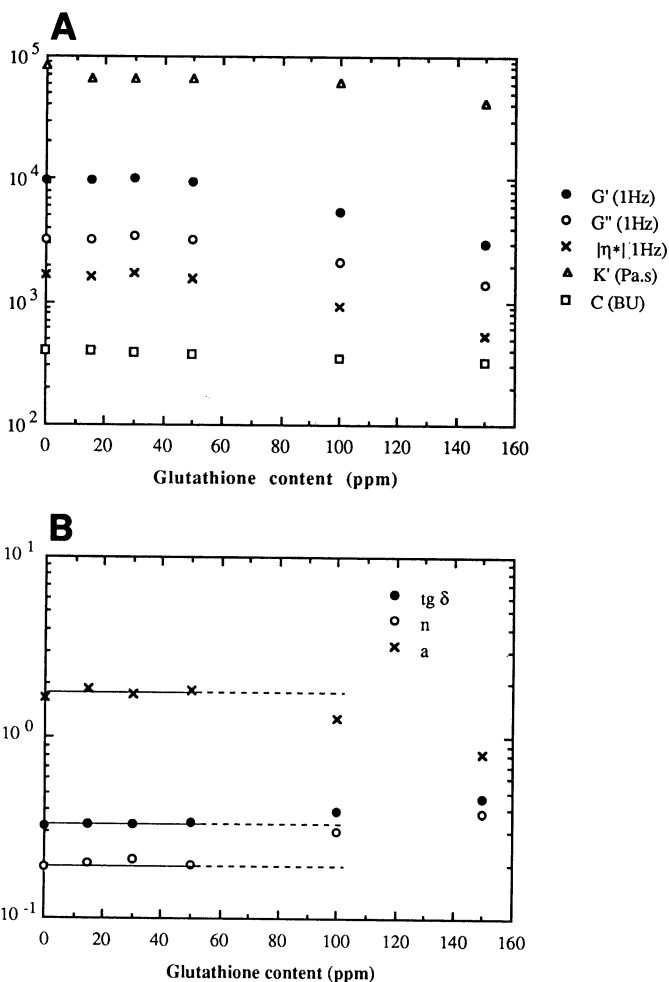 A
10^5
10^4
10^3
10^2
0 20 40 60 80 100 120 140 160
Glutathione content (ppm)
G' (1Hz)
G'' (1Hz)
|η*| 1Hz)
K' (Pa.s)
C (BU)
B
10^1
10^0
10^-1
tg δ
n
a
0 20 40 60 80 100 120 140 160
Glutathione content (ppm)